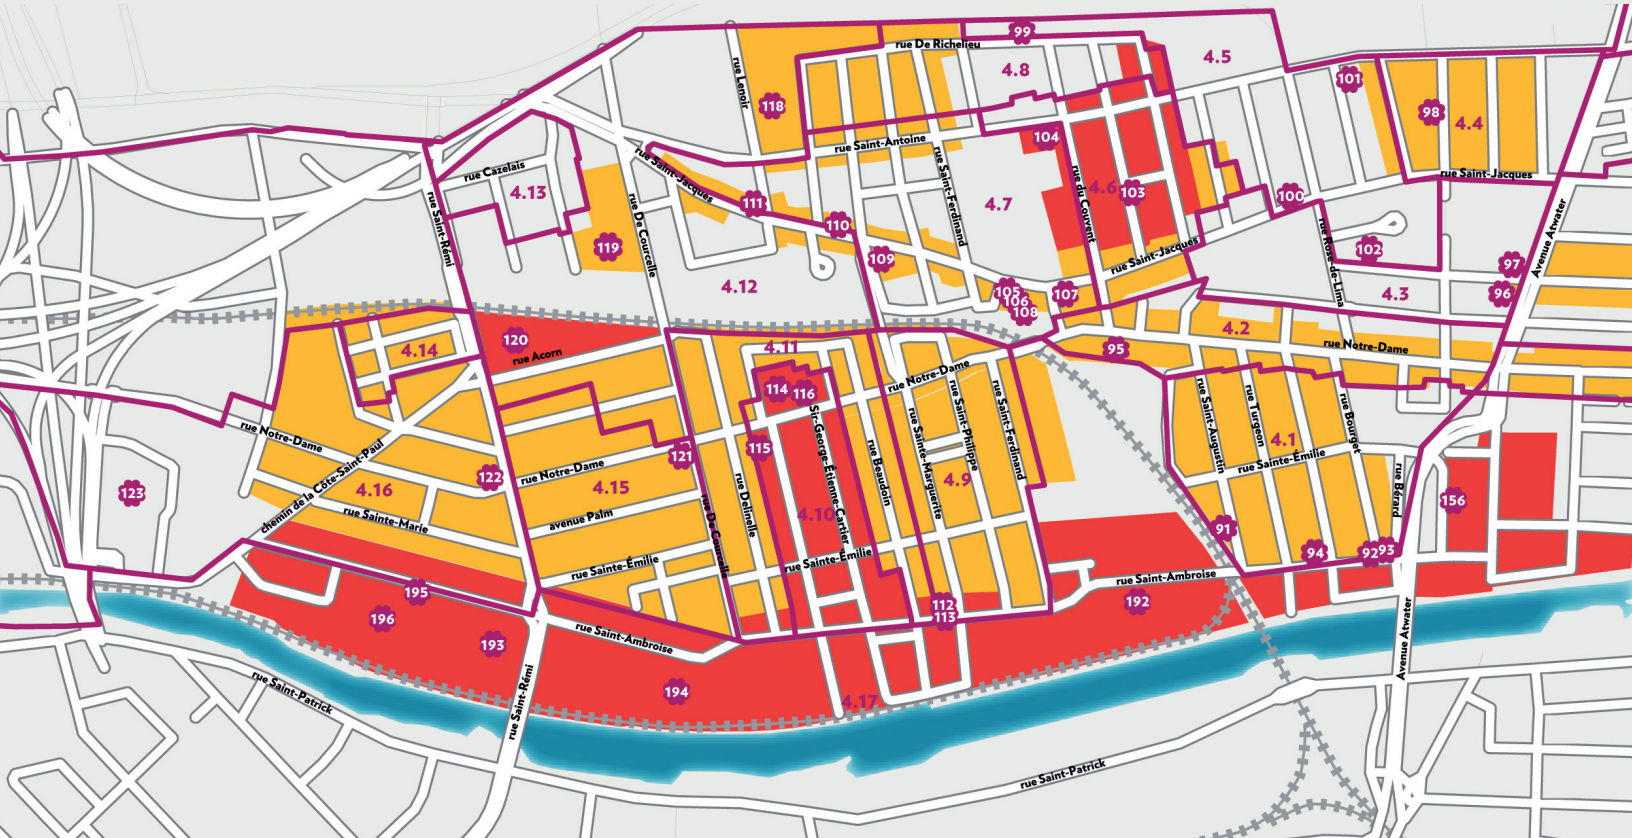 99
rue De Richelieu
4.5
4.8
rue Lenoir
101
118
98
4.4
104
rue Saint-Antoine
rue Saint-Jacques
rue Cazelais
rue Saint-Jacques
4.13
rue Saint-Ferdinand
rue du Couvent
4.6
103
100
111
4.7
rue Saint-Rémi
rue De Courcelle
110
119
109
rue Saint-Jacques
rue Rose-de-Lima
102
Avenue Atwater
97
4.12
105
106
107
108
4.3
96
4.2
120
rue Acorn
4.14
4.11
95
rue Notre-Dame
rue Notre-Dame
114
116
rue Saint-Augustin
rue Turgeon
rue Bourget
rue Sainte-Marguerite
rue Saint-Philippe
rue Saint-Ferdinand
Sir-George-Étienne-Cartier
rue Beaudoin
rue Notre-Dame
115
121
4.1
rue Sainte-Émilie
rue Notre-Dame
122
chemin de la Côte-Saint-Paul
4.16
4.15
4.9
123
rue Bérard
156
rue Sainte-Marie
avenue Palm
rue De Courcelle
rue Dolinelle
4.10
91
94
92
93
rue Sainte-Émilie
rue Sainte-Émilie
rue Saint-Ambroise
195
196
112
113
192
193
rue Saint-Ambroise
Avenue Atwater
rue Saint-Patrick
194
4.17
rue Saint-Rémi
rue Saint-Patrick